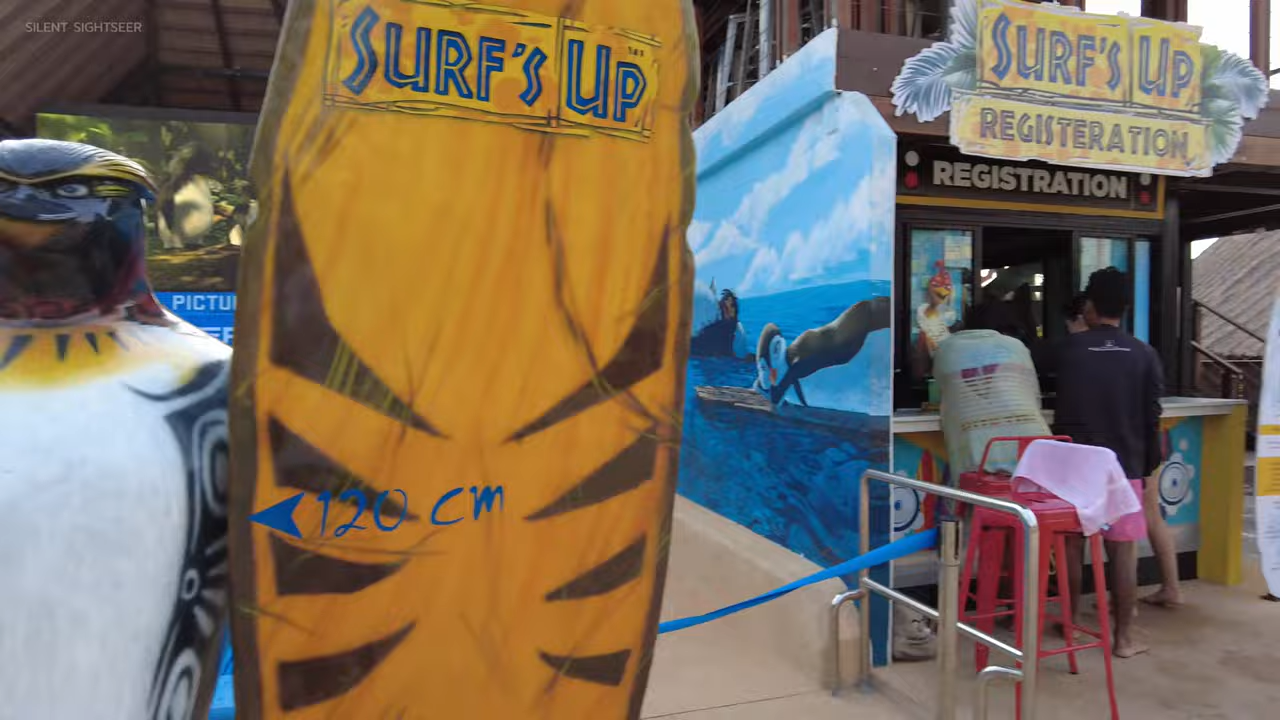 SILENT SIGHTSEER
SURF'S UP
120 CM
PICTU
SURF'S UP
REGISTERATION
REGISTRATION